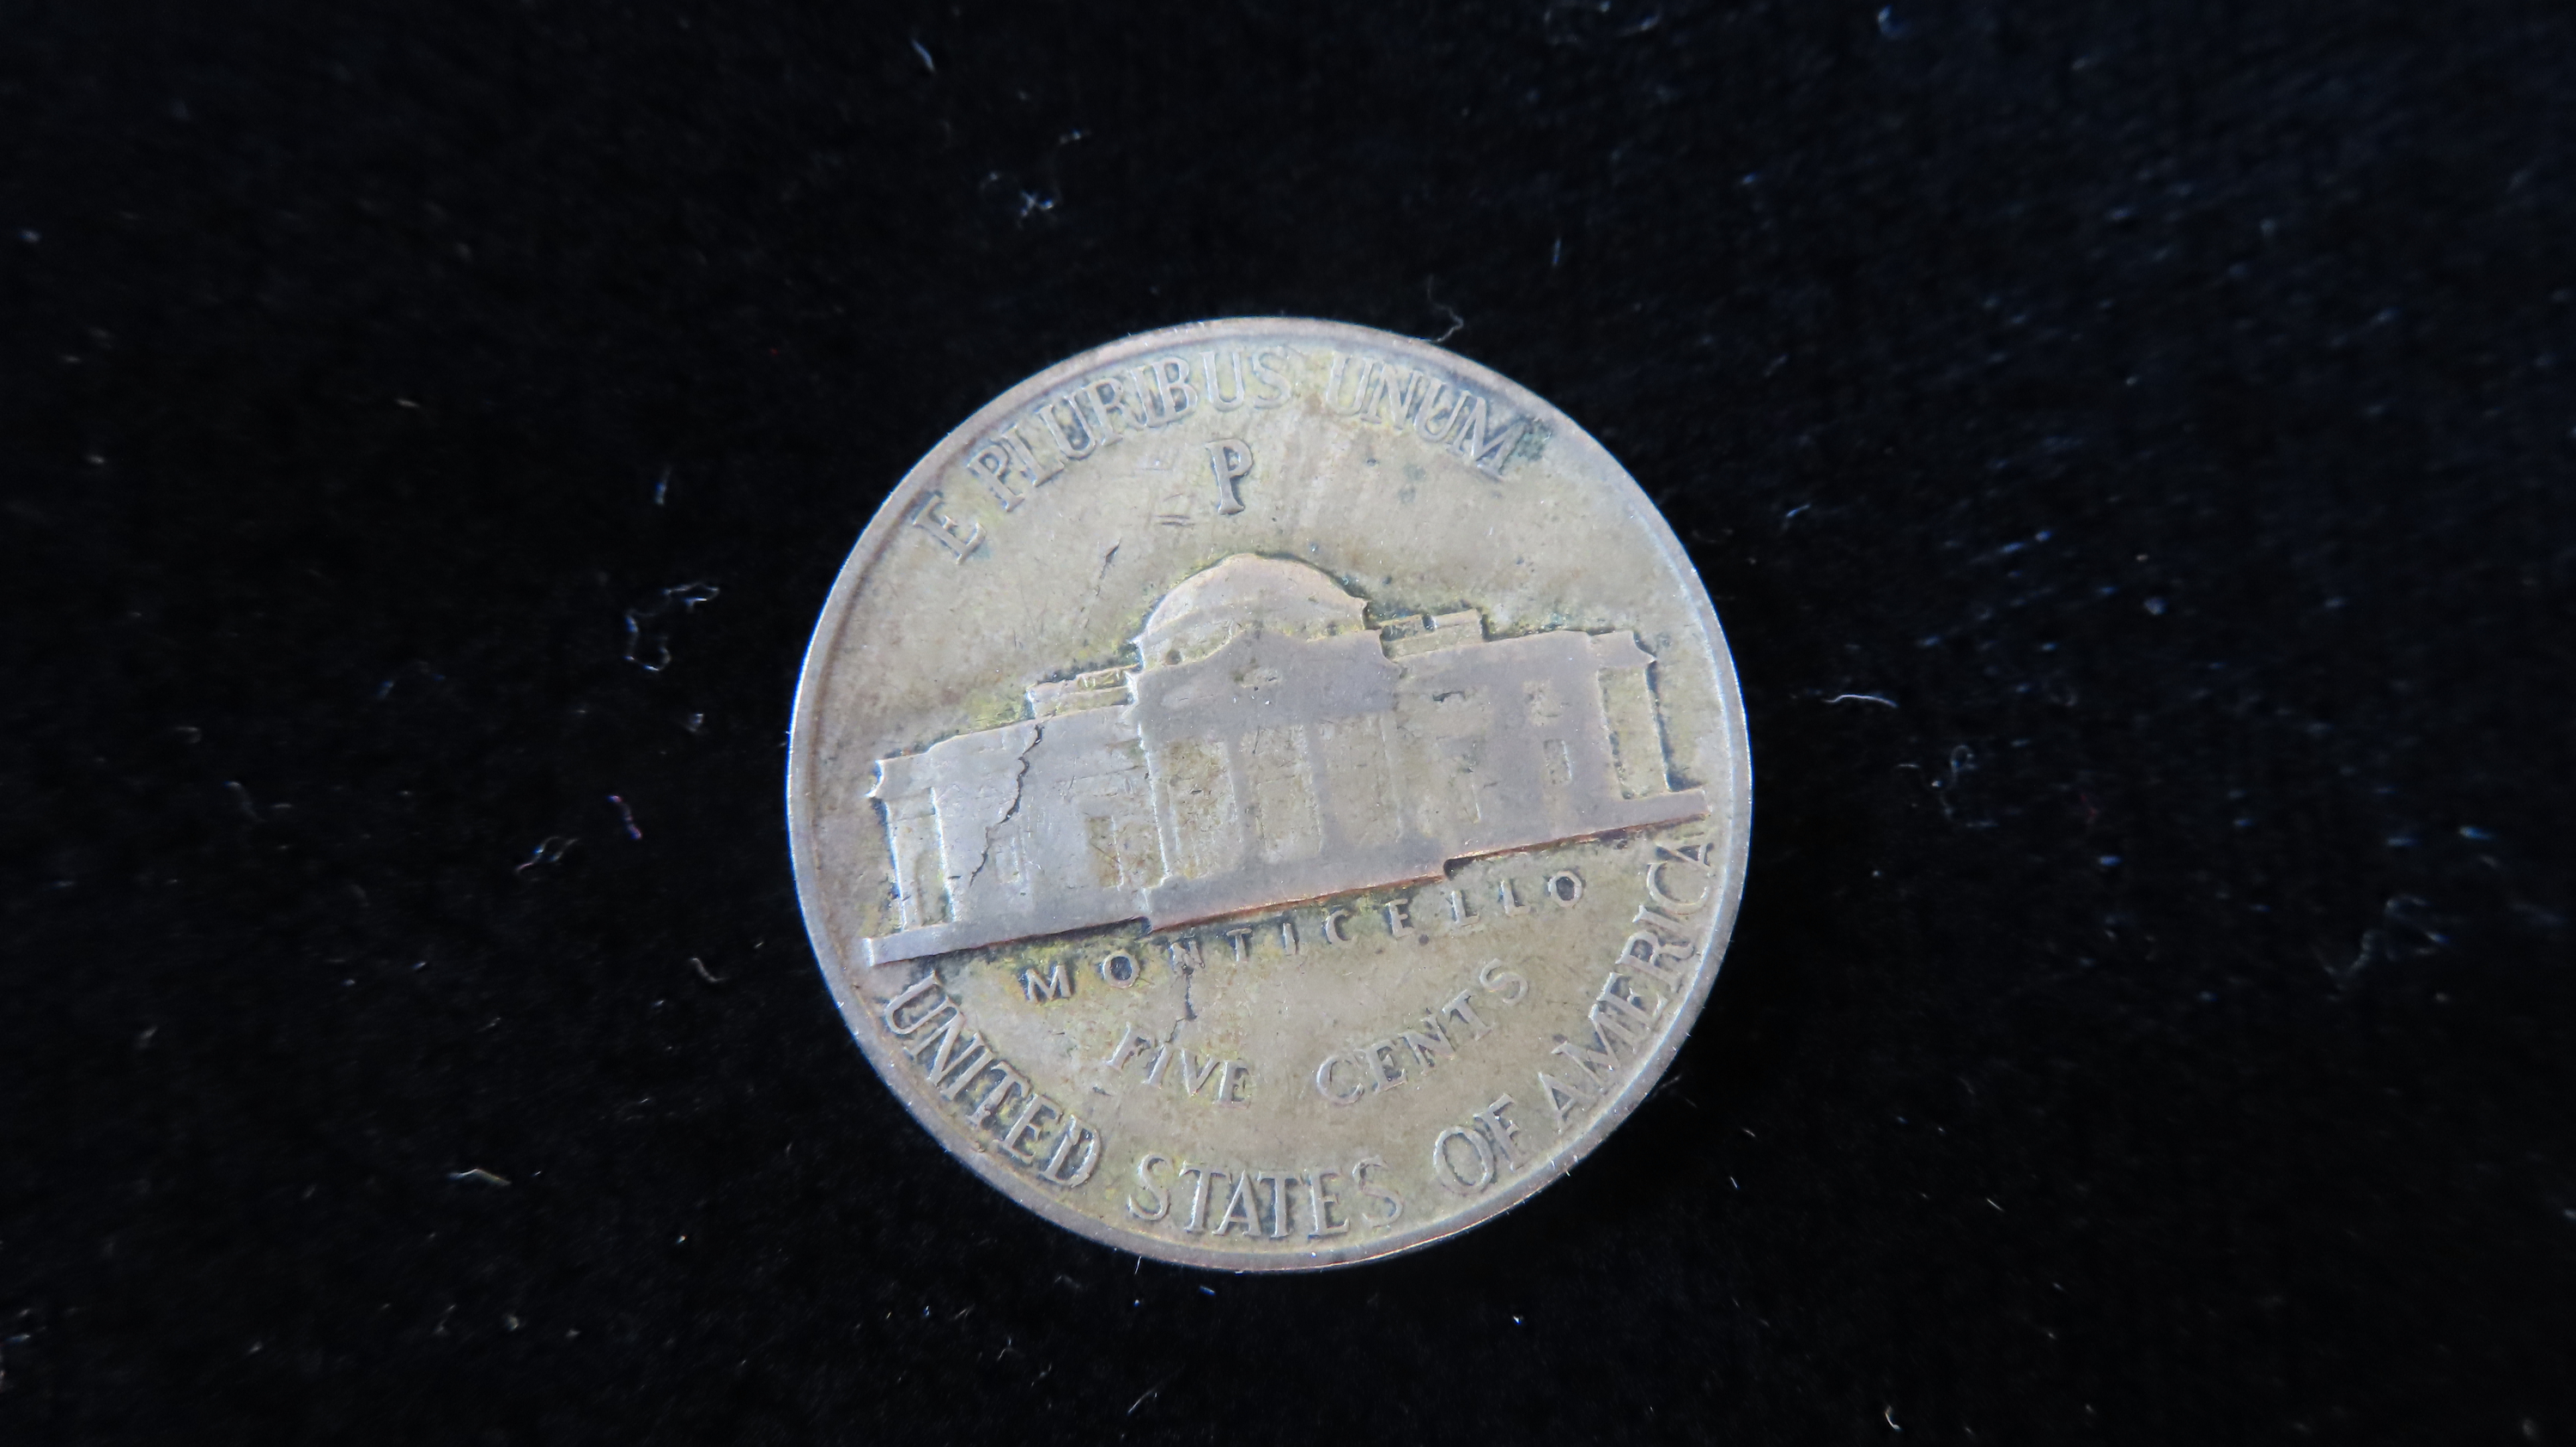 E PLURIBUS UNUM
P
MONTICELLO
FIVE CENTS
UNITED STATES OF AMERICA